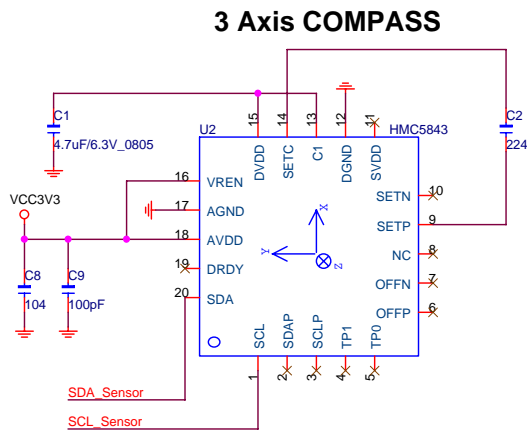 3 Axis COMPASS
C1
4.7uF/6.3V_0805
15 14 13 12 11
U2
HMC5843
C2
224
DVDD SETC C1 DGND SVDD
16 VREN
17 AGND
18 AVDD
19 DRDY
20 SDA
SETN 10
SETP 9
NC 8
OFFN 7
OFFP 6
X
Y
Z
VCC3V3
C8
104
C9
100pF
SCL SDAP SCLP TP1 TP0
1 2 3 4 5
SDA_Sensor
SCL_Sensor